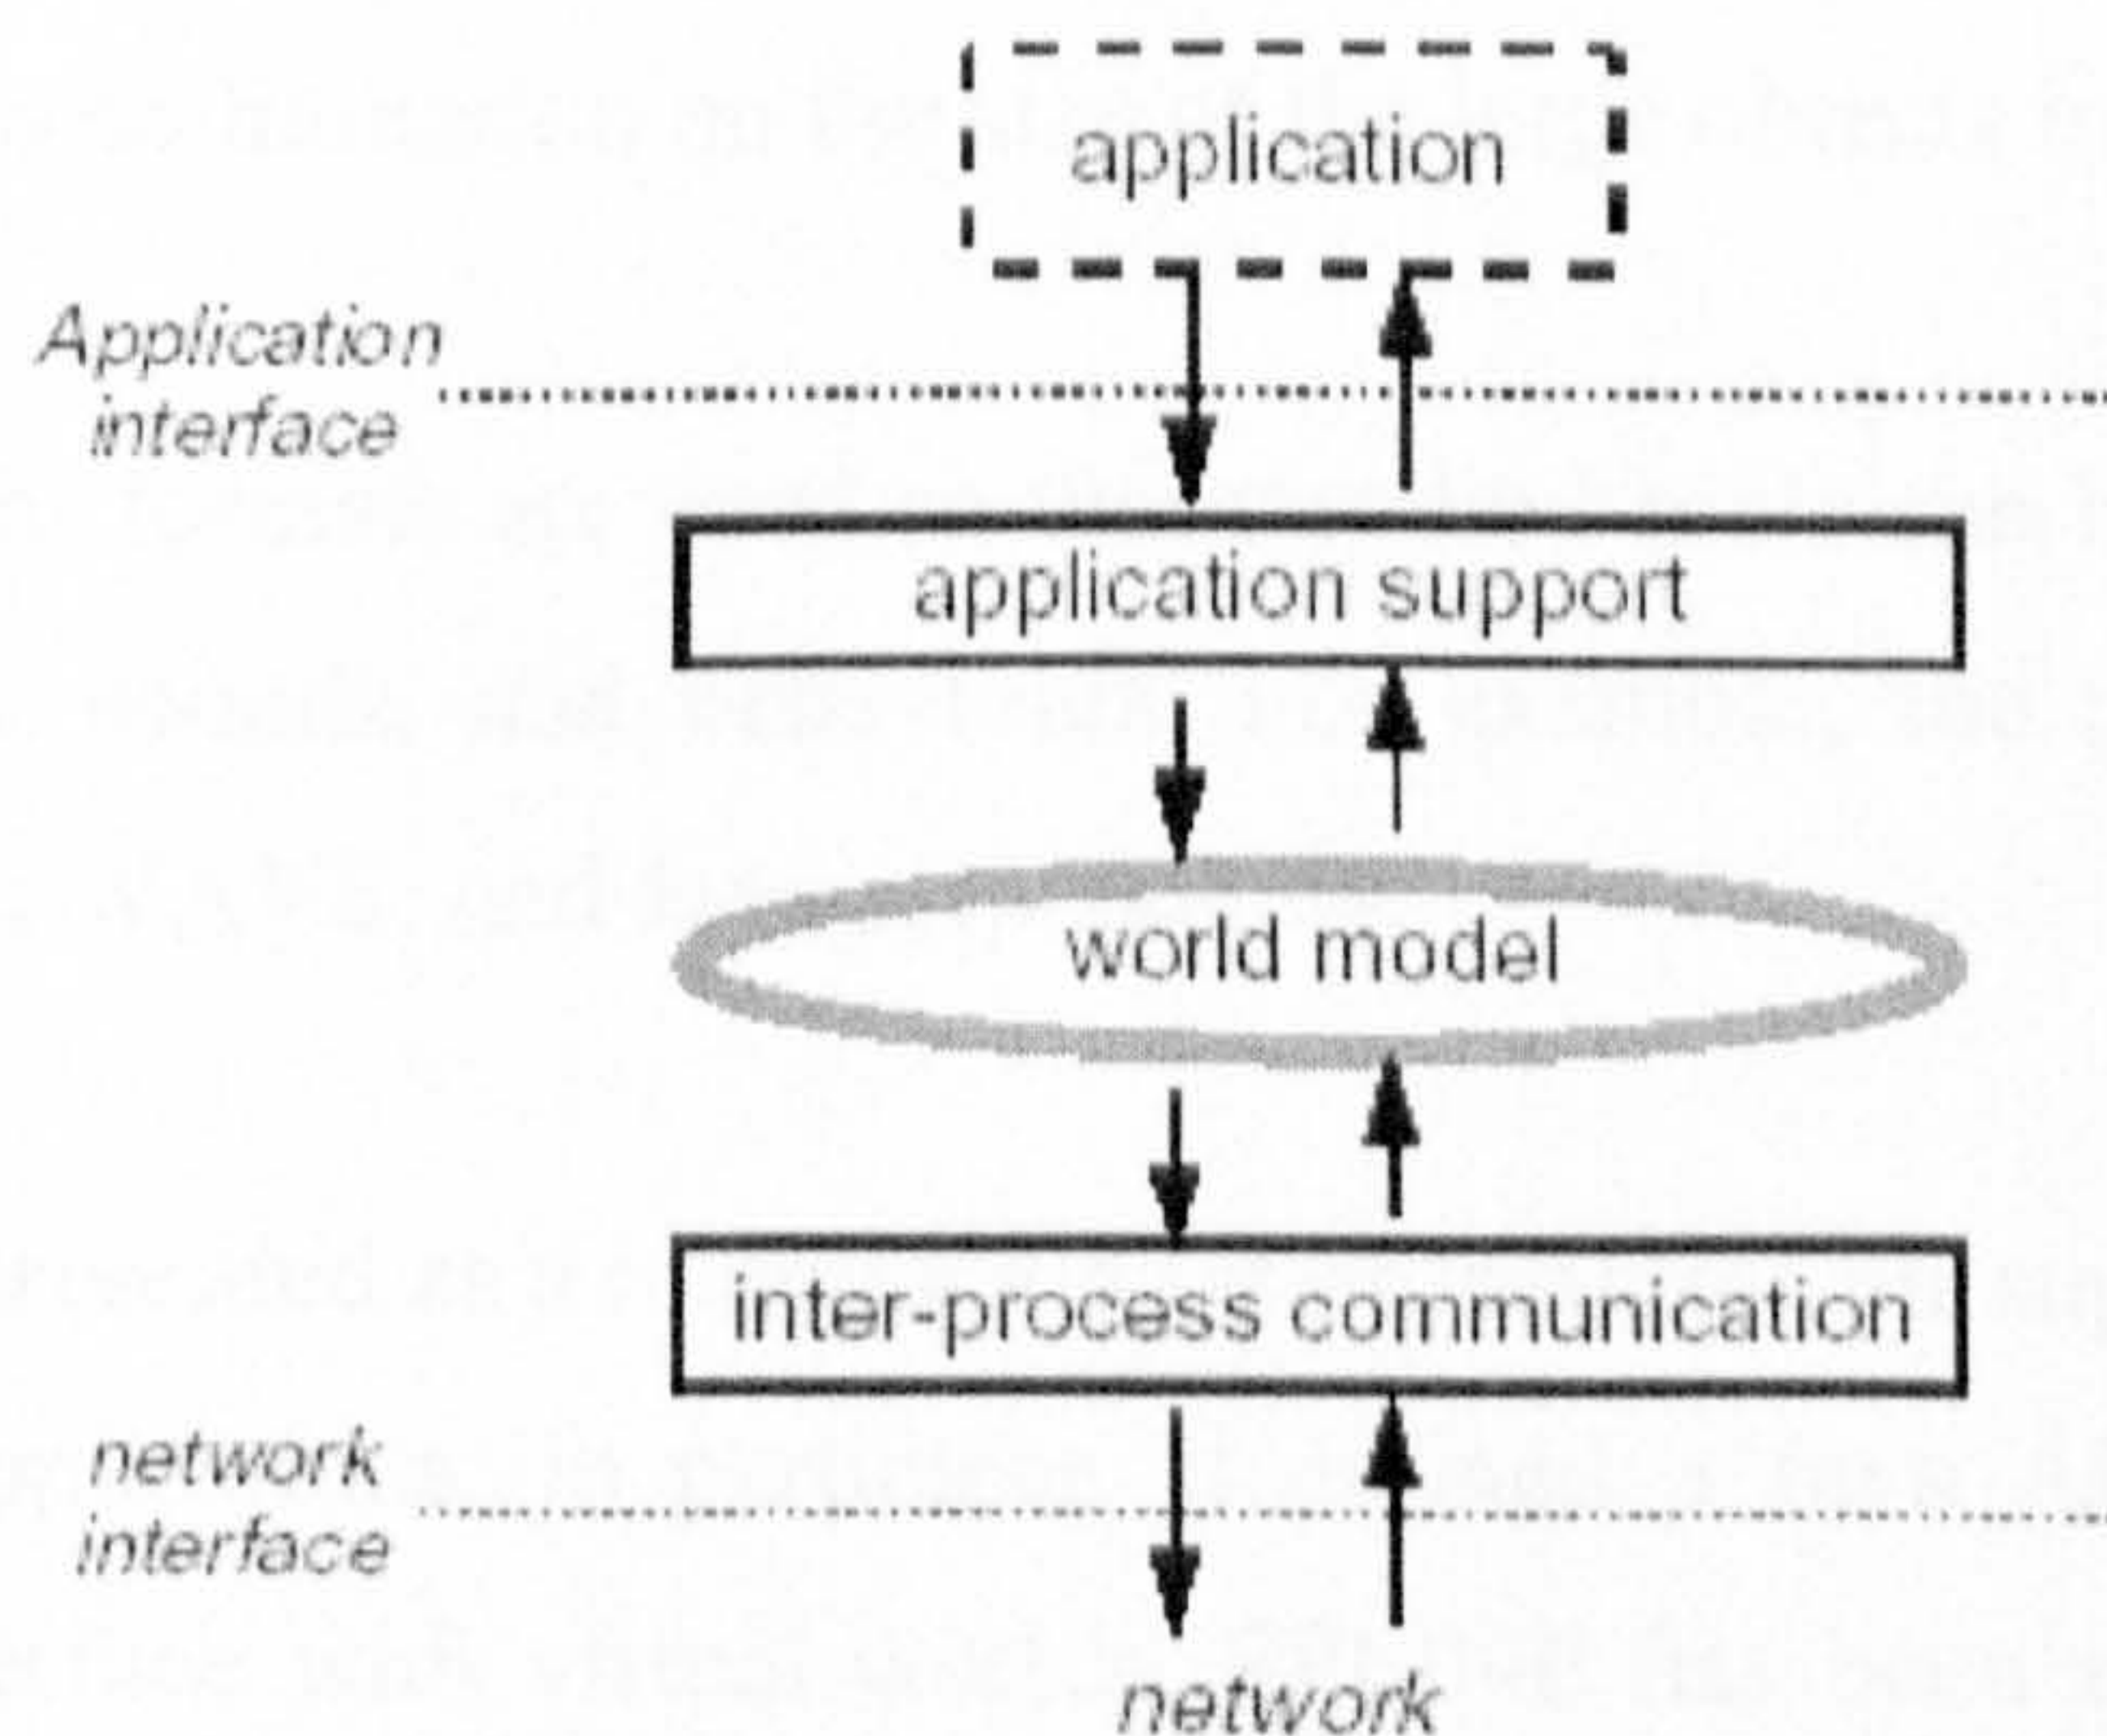 application
Application
interface
application support
world model
inter-process communication
network
interface
network